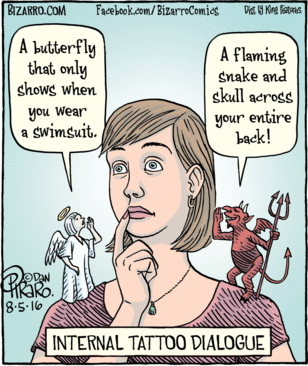 BIZARRO.COM Facebook.com/BizarroComics Dist. by King Features
A butterfly
that only
shows when
you wear
a swimsuit.
A flaming
snake and
skull across
your entire
back!
©DAN
PIRARO.
8-5-16
INTERNAL TATTOO DIALOGUE